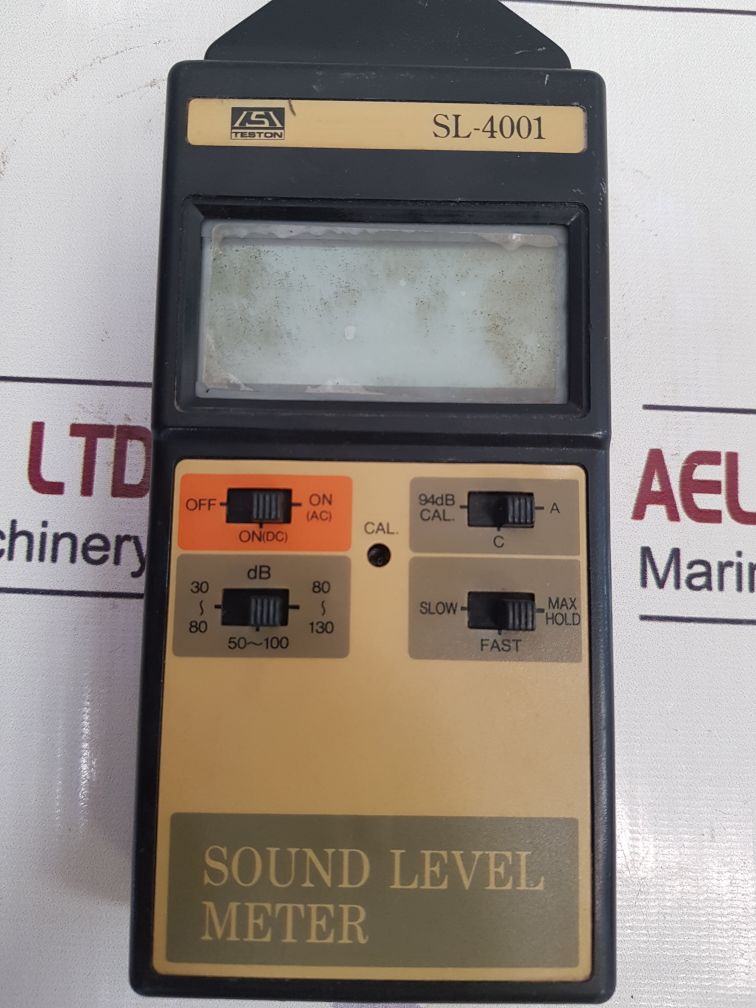 TESTON
SL-4001
LTD
AEL
chinery
Marin
OFF
ON
(AC)
ON(DC)
CAL.
94dB
CAL.
A
C
dB
30
~
80
80
~
130
50~100
SLOW
MAX
HOLD
FAST
SOUND LEVEL
METER